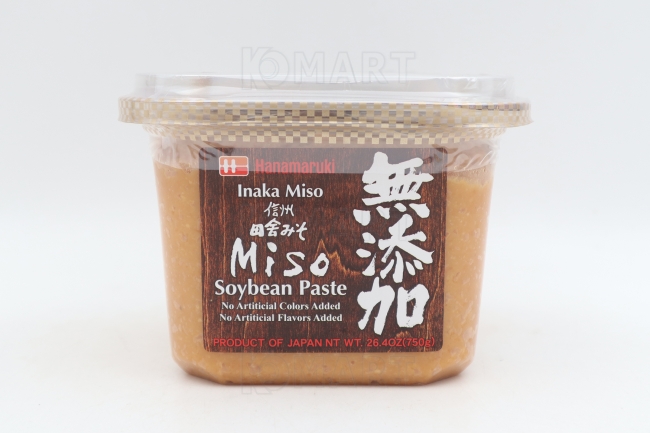 KOMART
Hanamaruki
Inaka Miso
信州
田舎みそ
Miso
Soybean Paste
No Artificial Colors Added
No Artificial Flavors Added
無添加
PRODUCT OF JAPAN NT WT. 26.4OZ(750g)